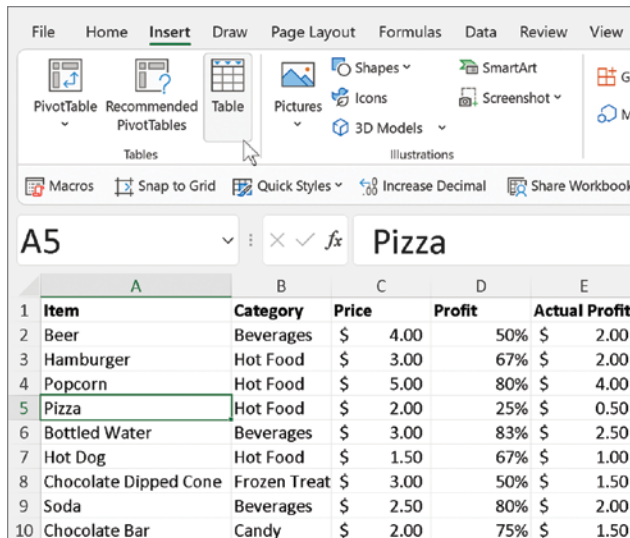 File Home Insert Draw Page Layout Formulas Data Review View
Shapes SmartArt
PivotTable Recommended PivotTables Table Pictures Icons Screenshot
3D Models
Tables Illustrations
Macros Snap to Grid Quick Styles Increase Decimal Share Workbook
A5 fx Pizza
A B C D E
1 Item Category Price Profit Actual Profit
2 Beer Beverages $ 4.00 50% $ 2.00
3 Hamburger Hot Food $ 3.00 67% $ 2.00
4 Popcorn Hot Food $ 5.00 80% $ 4.00
5 Pizza Hot Food $ 2.00 25% $ 0.50
6 Bottled Water Beverages $ 3.00 83% $ 2.50
7 Hot Dog Hot Food $ 1.50 67% $ 1.00
8 Chocolate Dipped Cone Frozen Treat $ 3.00 50% $ 1.50
9 Soda Beverages $ 2.50 80% $ 2.00
10 Chocolate Bar Candy $ 2.00 75% $ 1.50